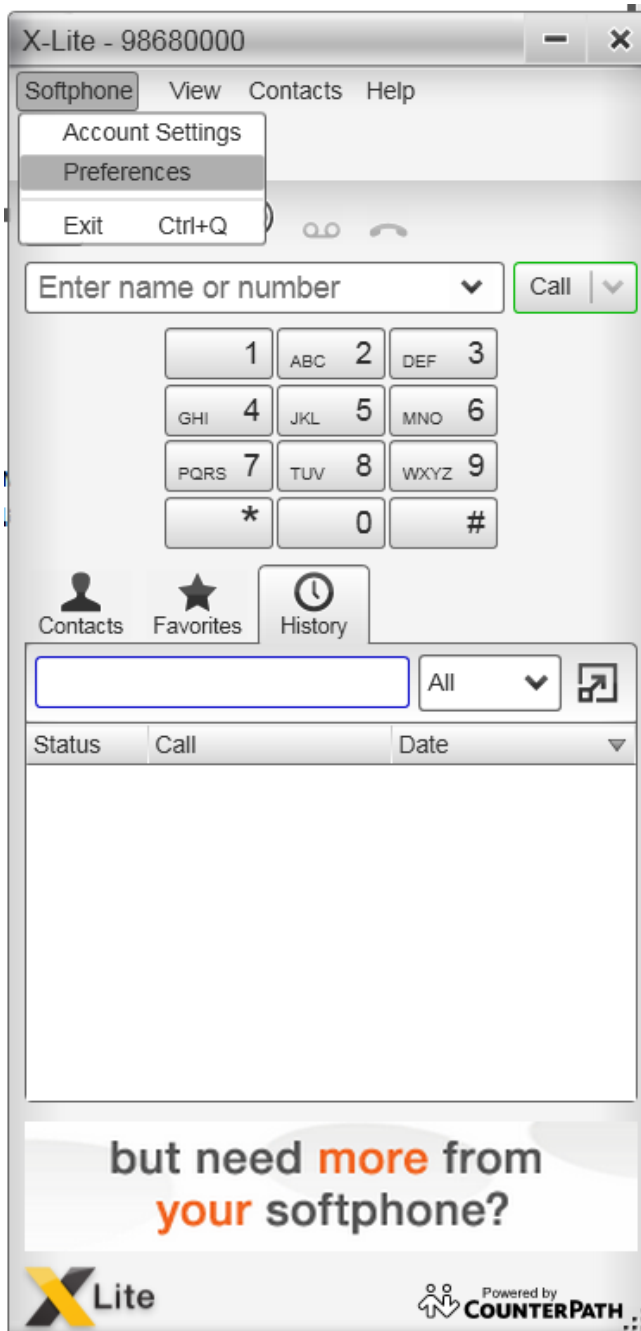 X-Lite - 98680000
Softphone View Contacts Help
Account Settings
Preferences
Exit Ctrl+Q
Enter name or number Call
1 ABC 2 DEF 3
GHI 4 JKL 5 MNO 6
PQRS 7 TUV 8 WXYZ 9
* 0 #
Contacts Favorites History
All
Status Call Date
but need more from
your softphone?
X Lite Powered by
COUNTERPATH